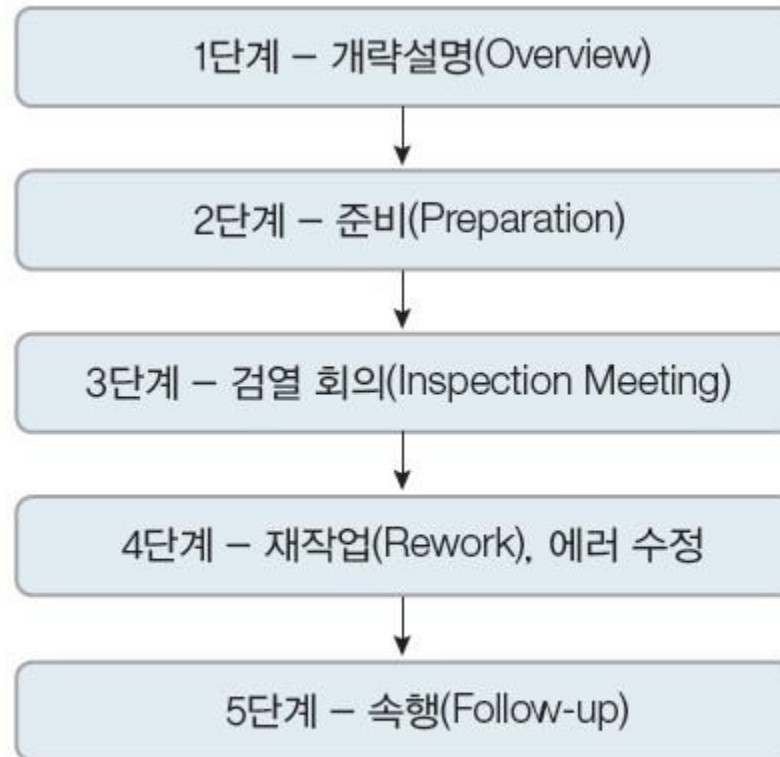 1단계 – 개략설명(Overview)
2단계 – 준비(Preparation)
3단계 – 검열 회의(Inspection Meeting)
4단계 – 재작업(Rework), 에러 수정
5단계 – 속행(Follow-up)